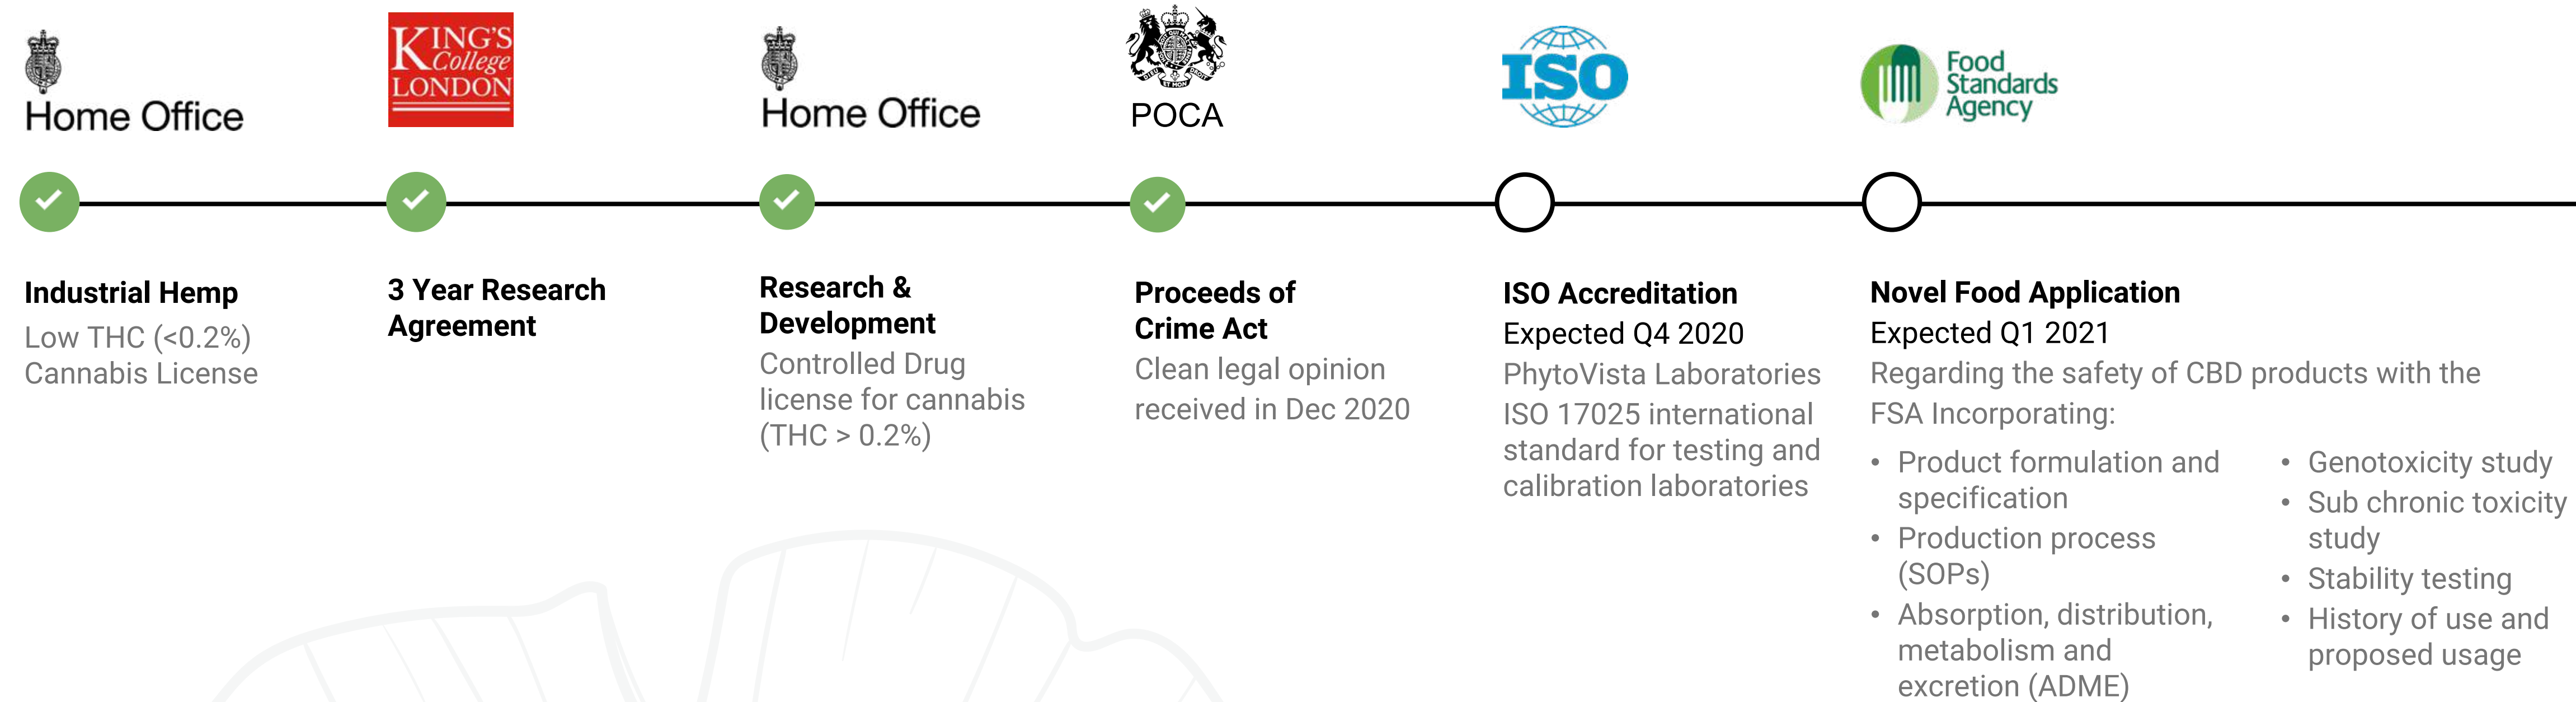 Home Office
KING'S
College
LONDON
Home Office
POCA
ISO
Food
Standards
Agency
Industrial Hemp
Low THC (<0.2%)
Cannabis License
3 Year Research
Agreement
Research &
Development
Controlled Drug
license for cannabis
(THC > 0.2%)
Proceeds of
Crime Act
Clean legal opinion
received in Dec 2020
ISO Accreditation
Expected Q4 2020
PhytoVista Laboratories
ISO 17025 international
standard for testing and
calibration laboratories
Novel Food Application
Expected Q1 2021
Regarding the safety of CBD products with the
FSA Incorporating:
• Product formulation and
specification
• Production process
(SOPs)
• Absorption, distribution,
metabolism and
excretion (ADME)
• Genotoxicity study
• Sub chronic toxicity
study
• Stability testing
• History of use and
proposed usage